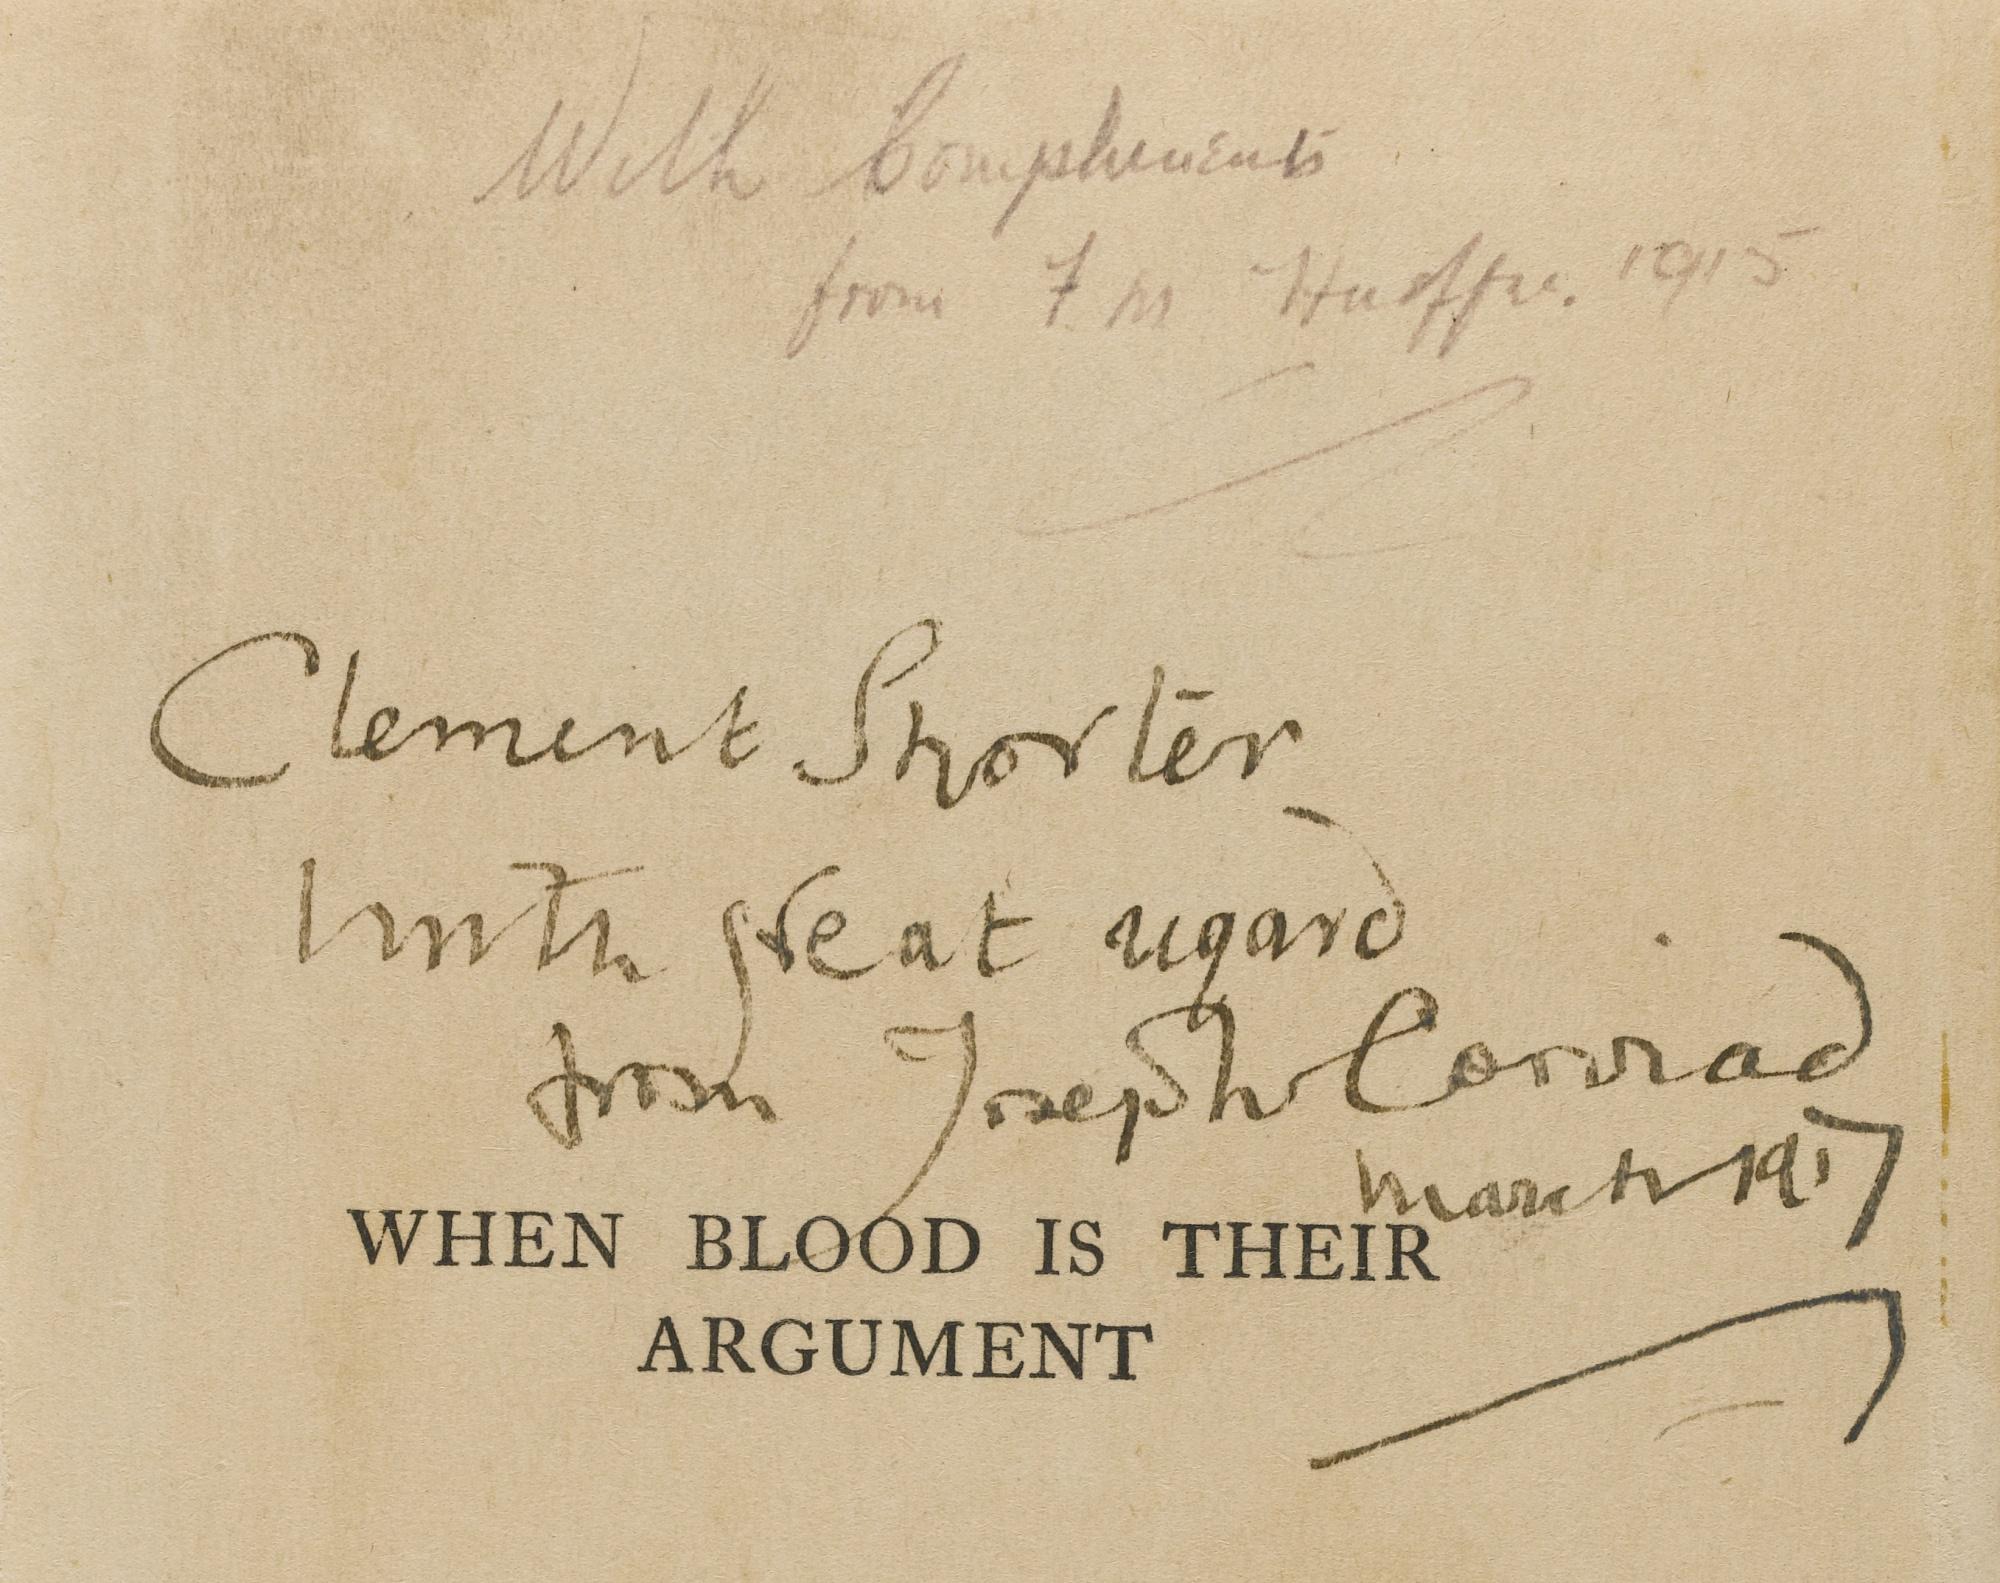 With Compliments
from F M Hueffer. 1915
Clement Shorter
with great regard
from Joseph Conrad
March 1917
WHEN BLOOD IS THEIR
ARGUMENT